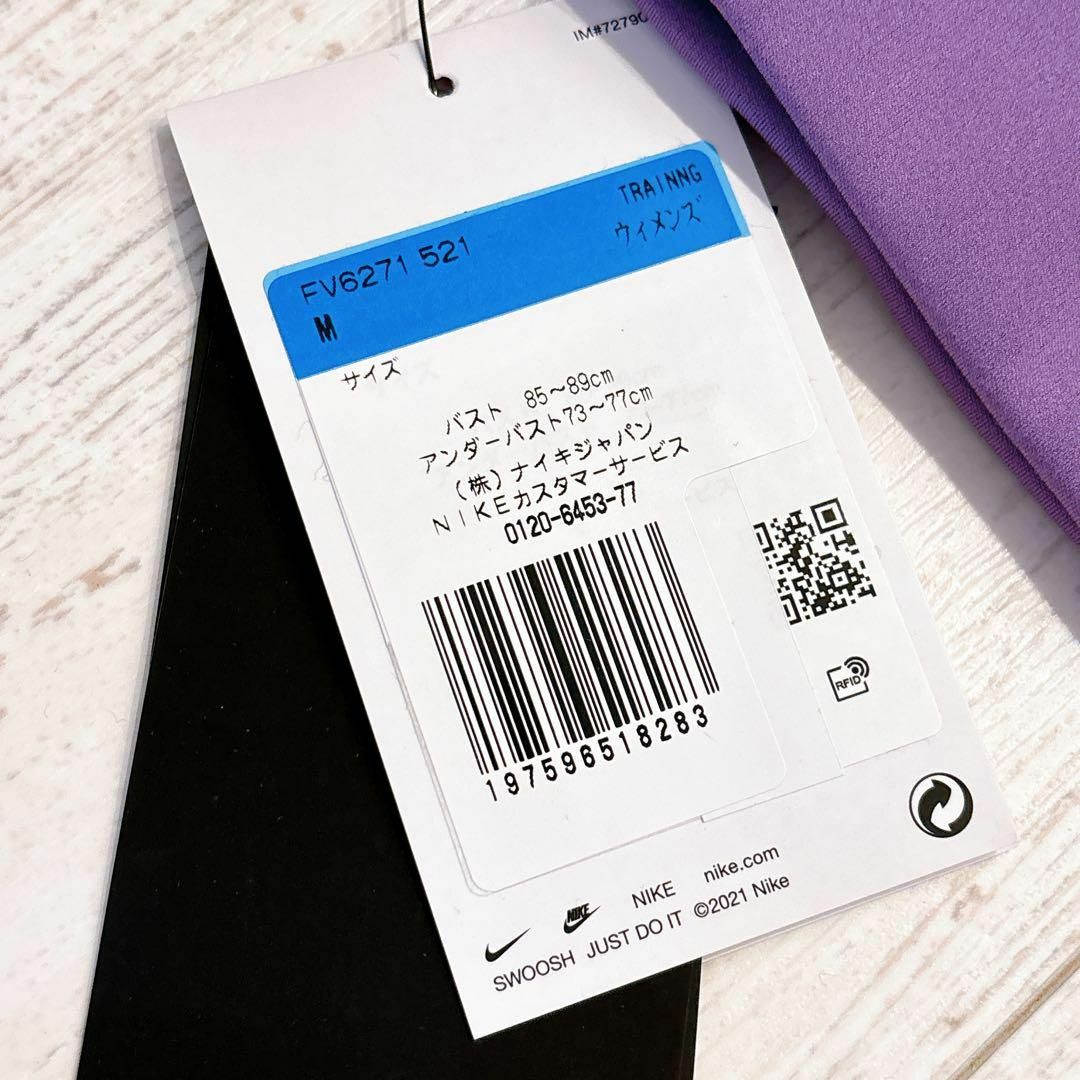 IM#7279
TRAINNG
ウィメンズ
FV6271 521
M
サイズ
バスト 85～89cm
アンダーバスト73～77cm
(株)ナイキジャパン
NIKEカスタマーサービス
0120-6453-77
RFID
197596518283
NIKE NIKE nike.com
SWOOSH JUST DO IT ©2021 Nike